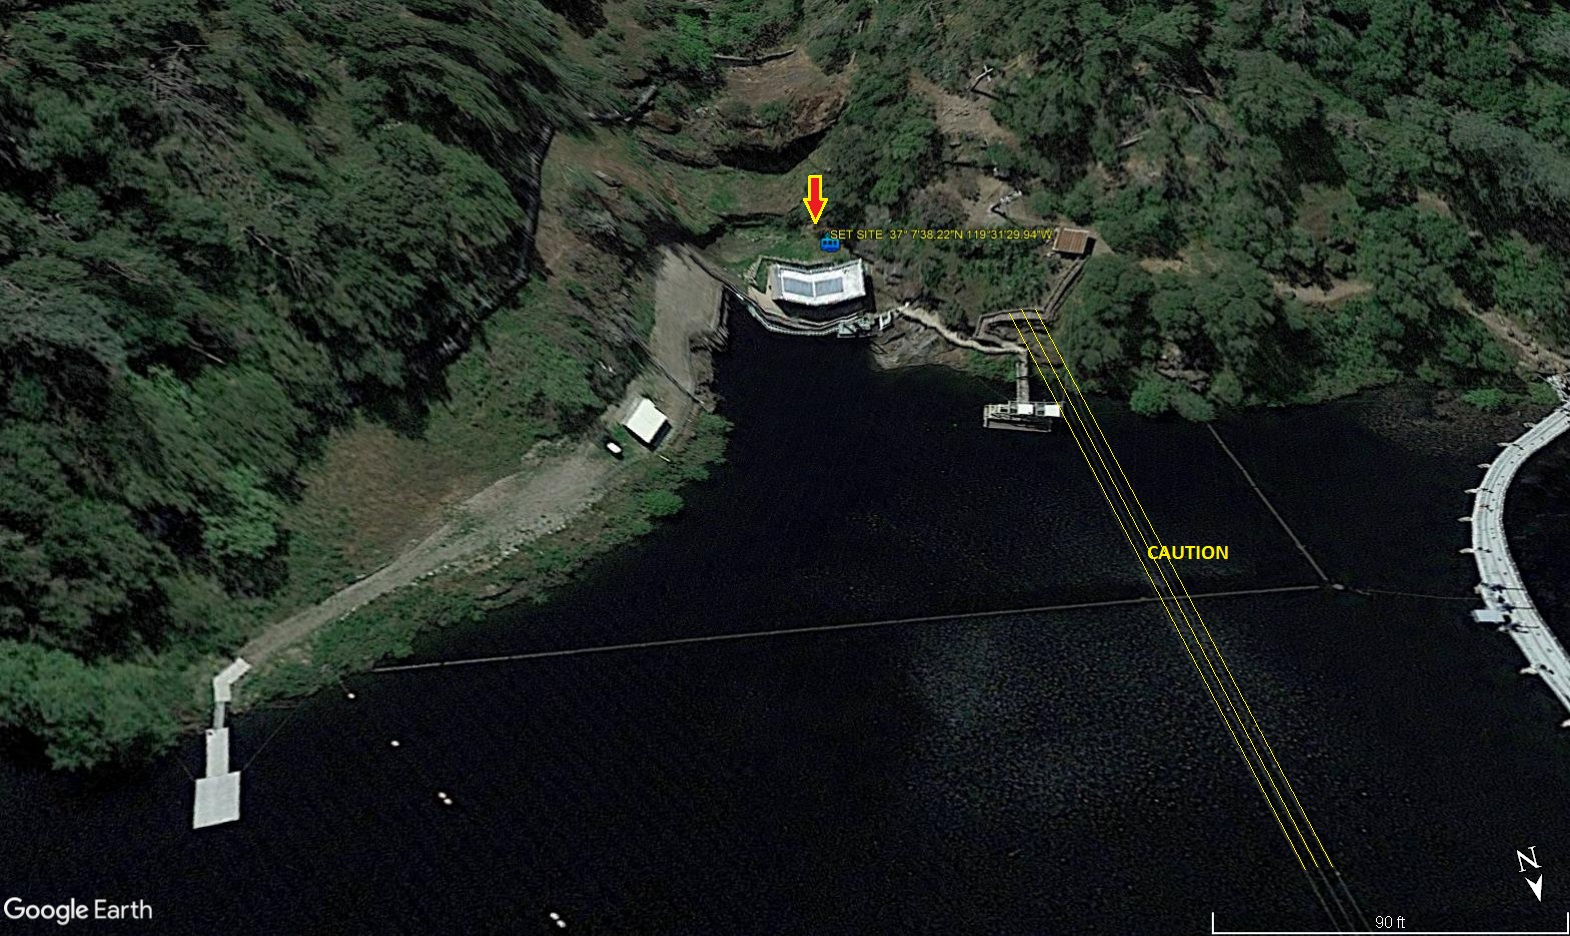 SET SITE 37° 7'38.22"N 119°31'29.94"W
CAUTION
N
Google Earth
90 ft